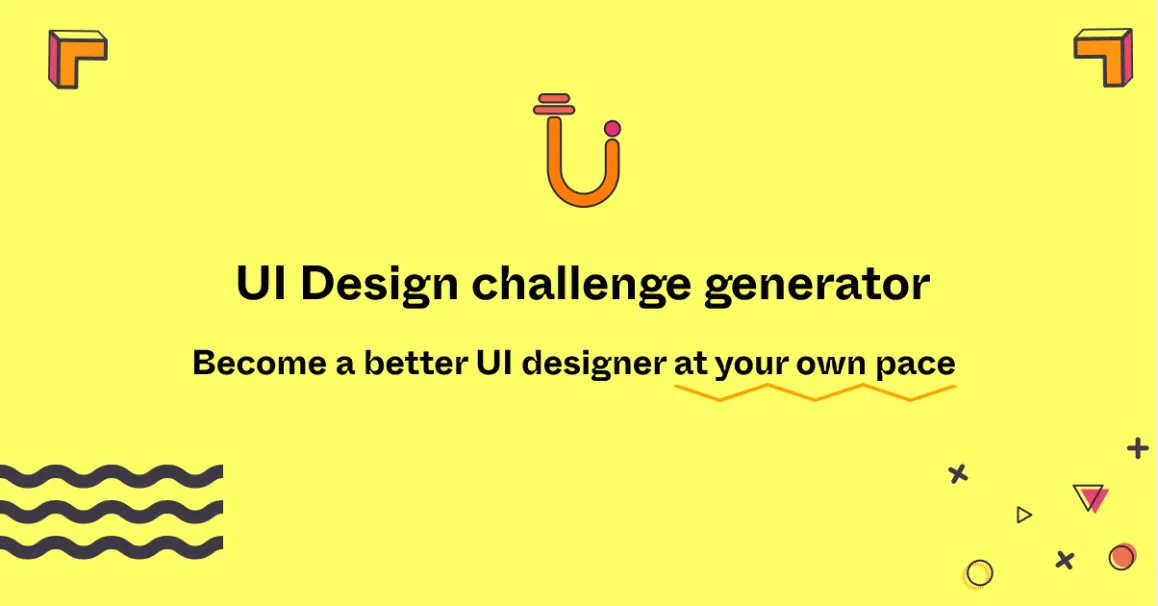 UI Design challenge generator
Become a better UI designer at your own pace